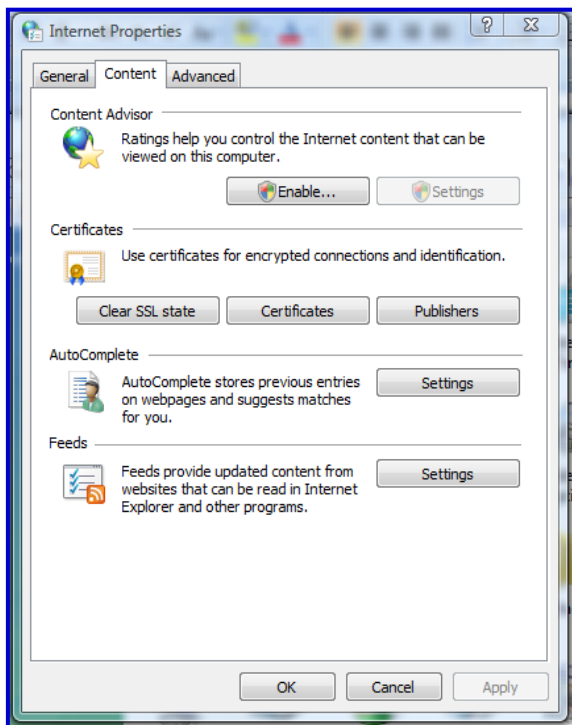 Internet Properties
?
General Content Advanced
Content Advisor
Ratings help you control the Internet content that can be
viewed on this computer.
Enable... Settings
Certificates
Use certificates for encrypted connections and identification.
Clear SSL state Certificates Publishers
AutoComplete
AutoComplete stores previous entries
on webpages and suggests matches
for you.
Settings
Feeds
Feeds provide updated content from
websites that can be read in Internet
Explorer and other programs.
Settings
OK Cancel Apply